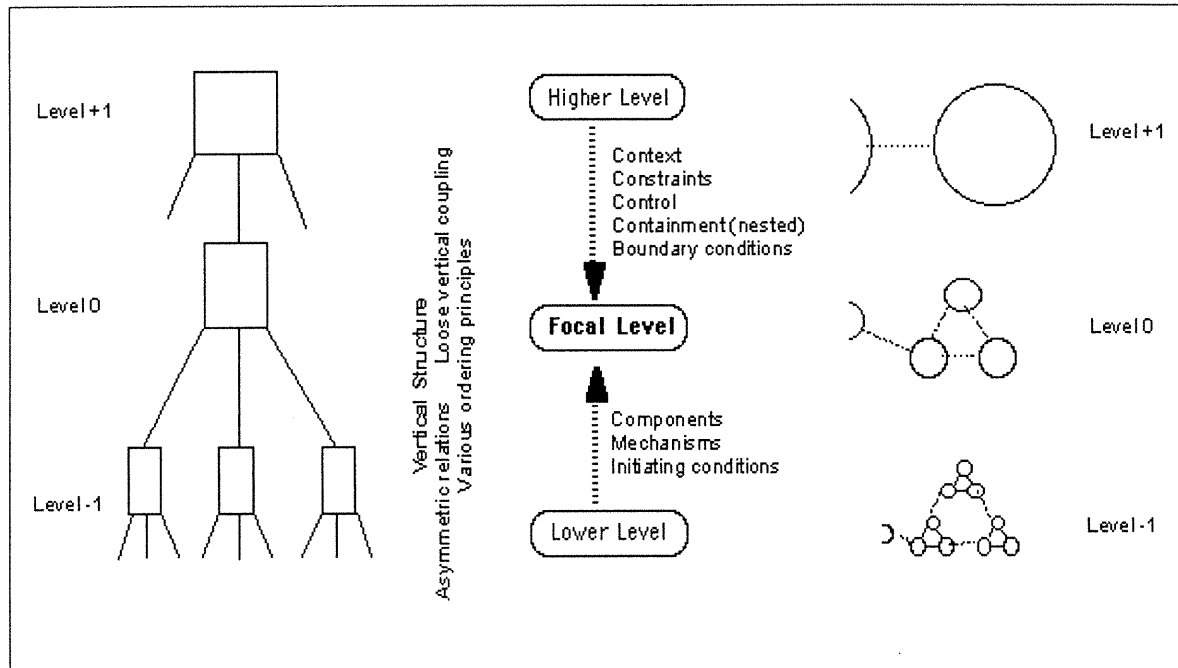 Level +1
Level 0
Level -1
Vertical Structure
Asymmetric relations Loose vertical coupling
Various ordering principles
Higher Level
Context
Constraints
Control
Containment (nested)
Boundary conditions
Focal Level
Components
Mechanisms
Initiating conditions
Lower Level
Level +1
Level 0
Level -1